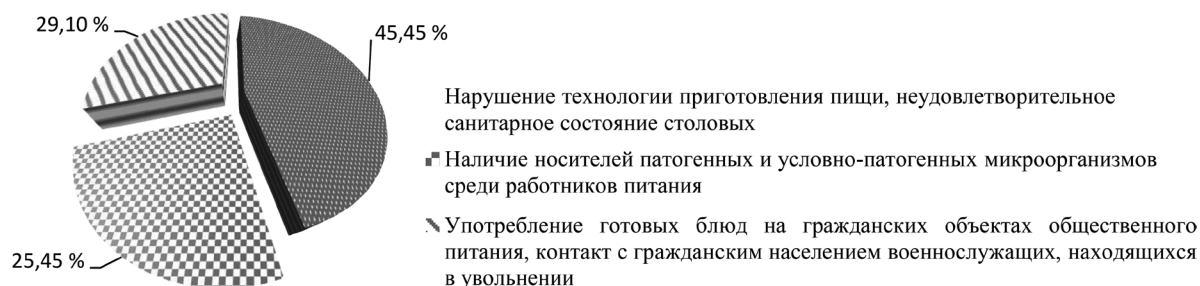 29,10 %
45,45 %
25,45 %
Нарушение технологии приготовления пищи, неудовлетворительное
санитарное состояние столовых
Наличие носителей патогенных и условно-патогенных микроорганизмов
среди работников питания
Употребление готовых блюд на гражданских объектах общественного
питания, контакт с гражданским населением военнослужащих, находящихся
в увольнении